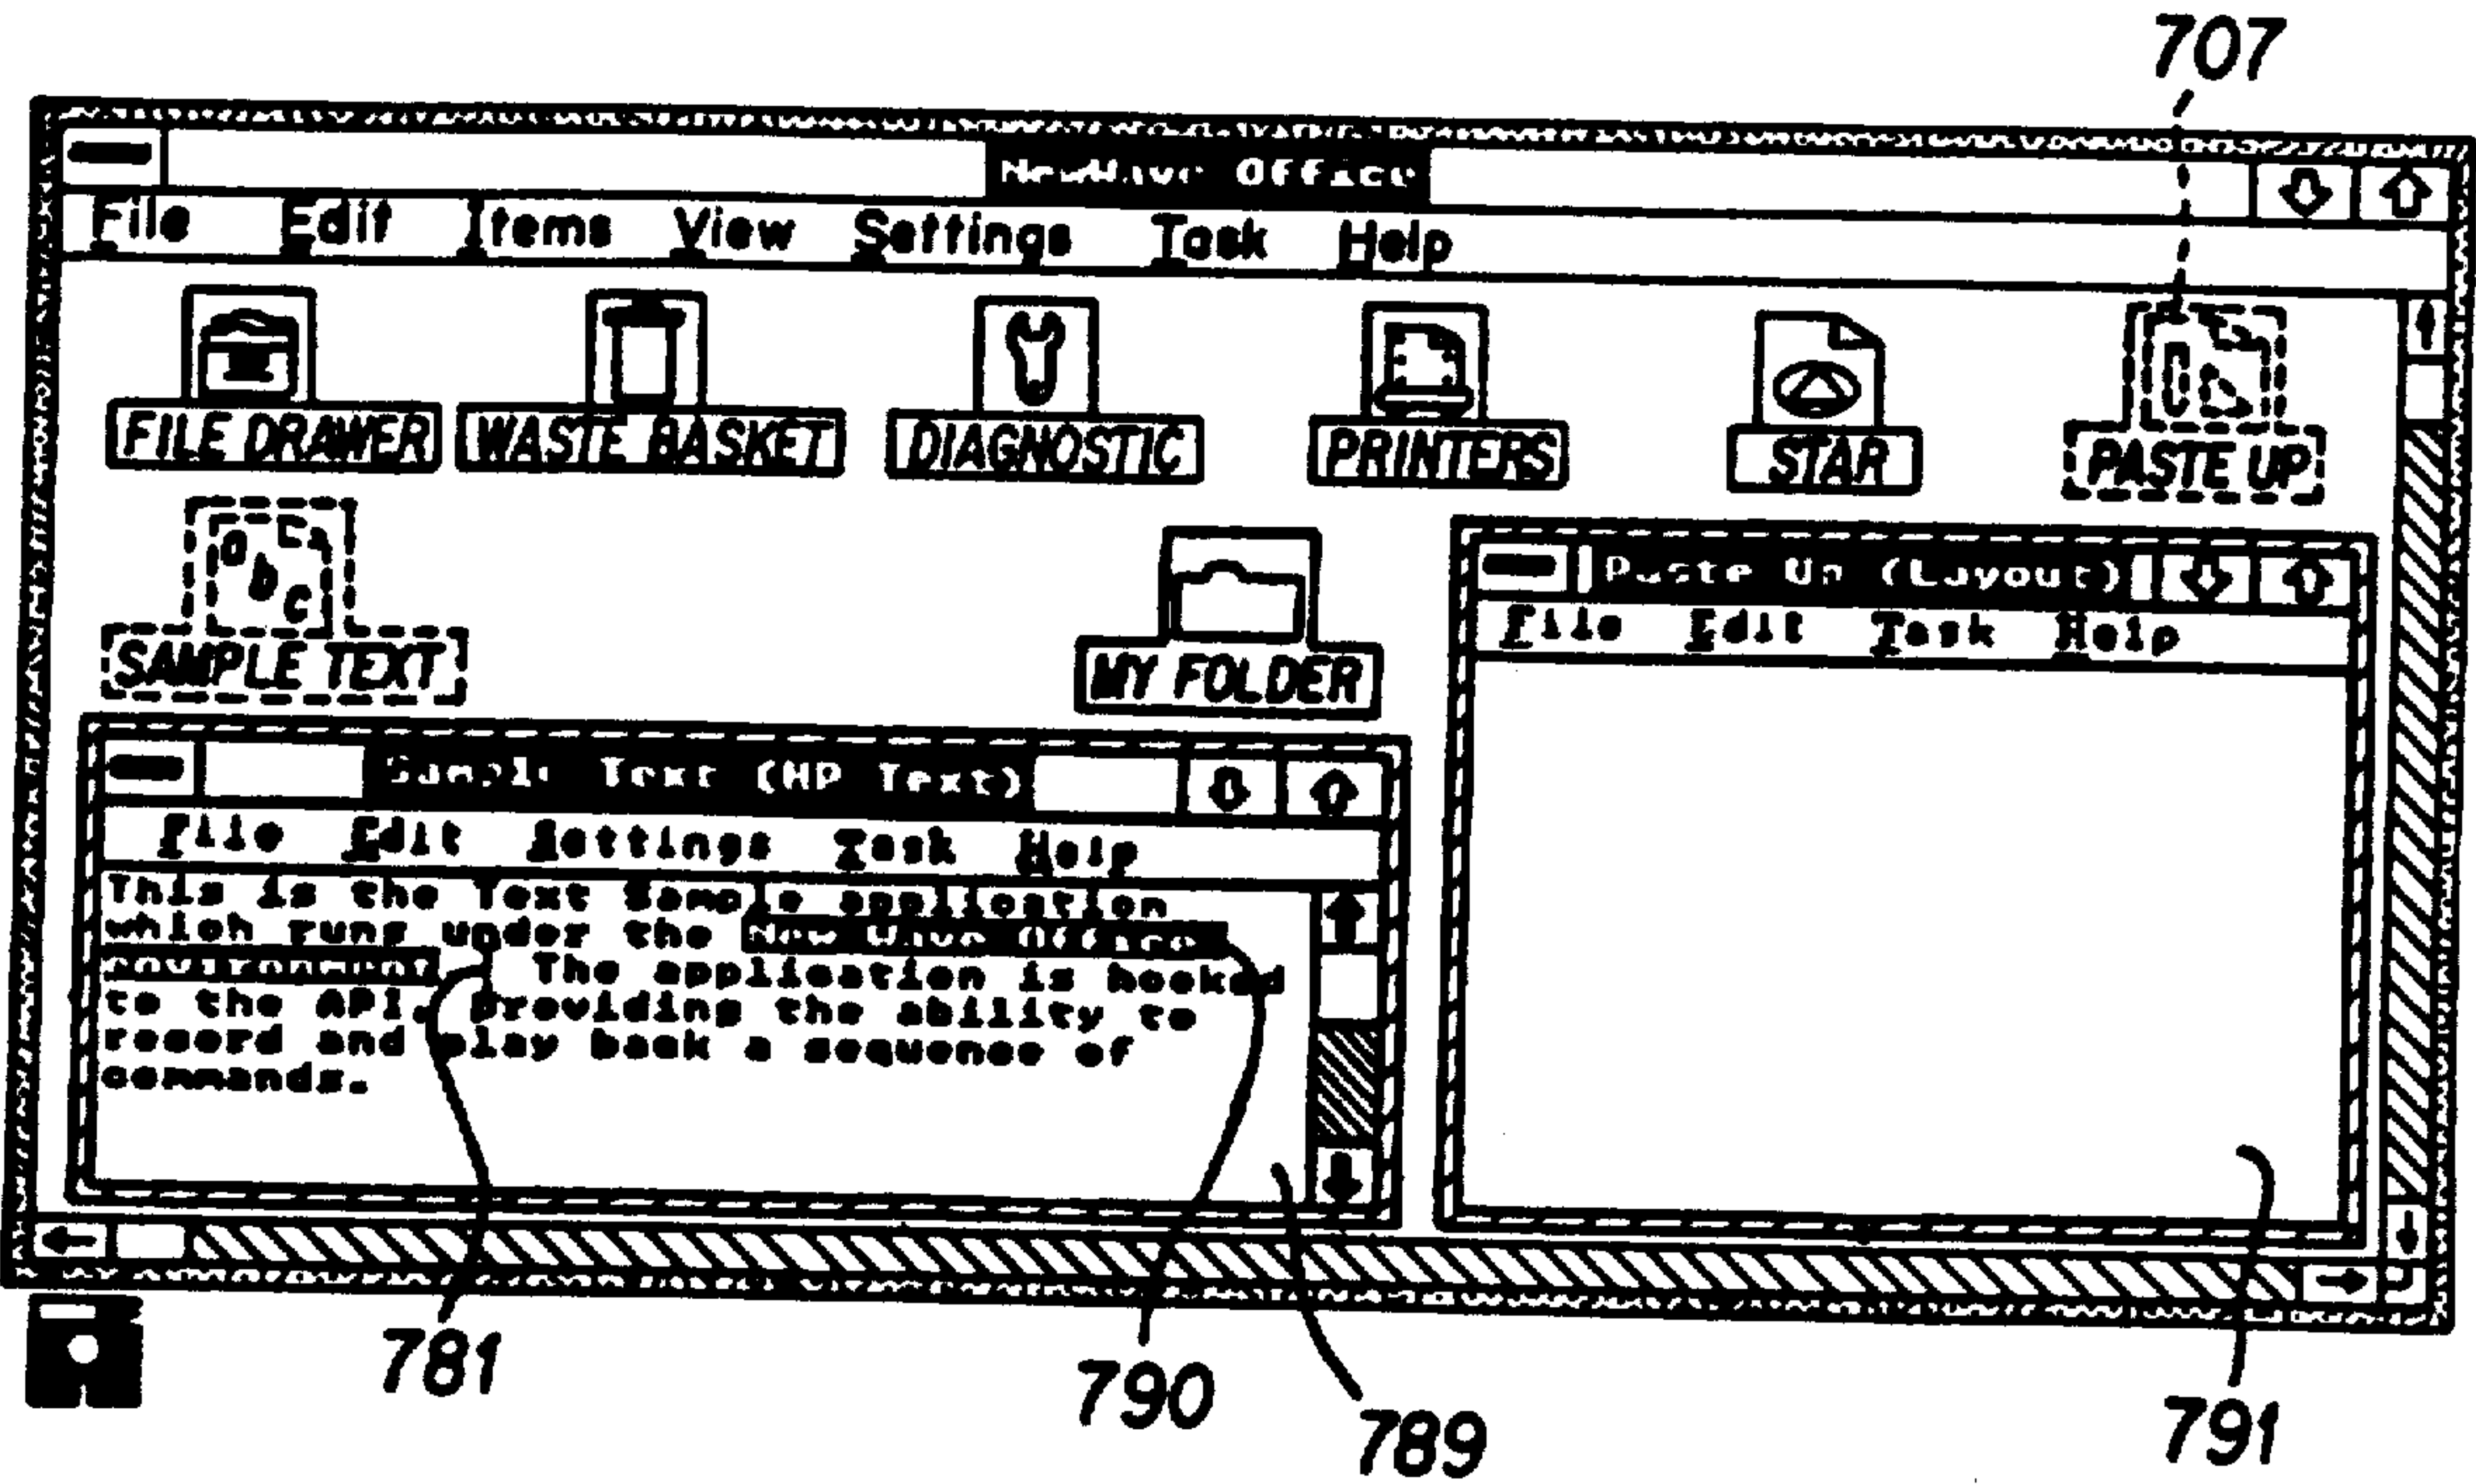 707
NewWave Office
File Edit Items View Settings Task Help
FILE DRAWER WASTE BASKET DIAGNOSTIC PRINTERS STAR PASTE UP
SAMPLE TEXT MY FOLDER
Paste Up (Layout)
File Edit Task Help
Sample Text (HP Text)
File Edit Settings Task Help
This is the Text Sample application
which runs under the New Wave Office
environment. The application is hooked
to the API, providing the ability to
record and play back a sequence of
commands.
781 790 789 791